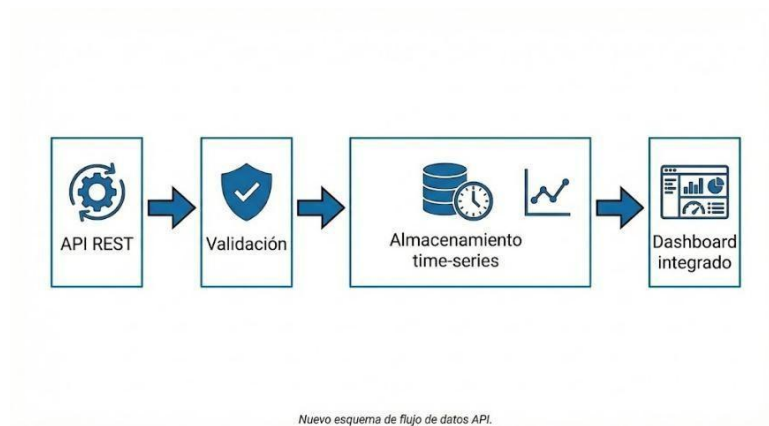 API REST
Validación
Almacenamiento
time-series
Dashboard
integrado
Nuevo esquema de flujo de datos API.